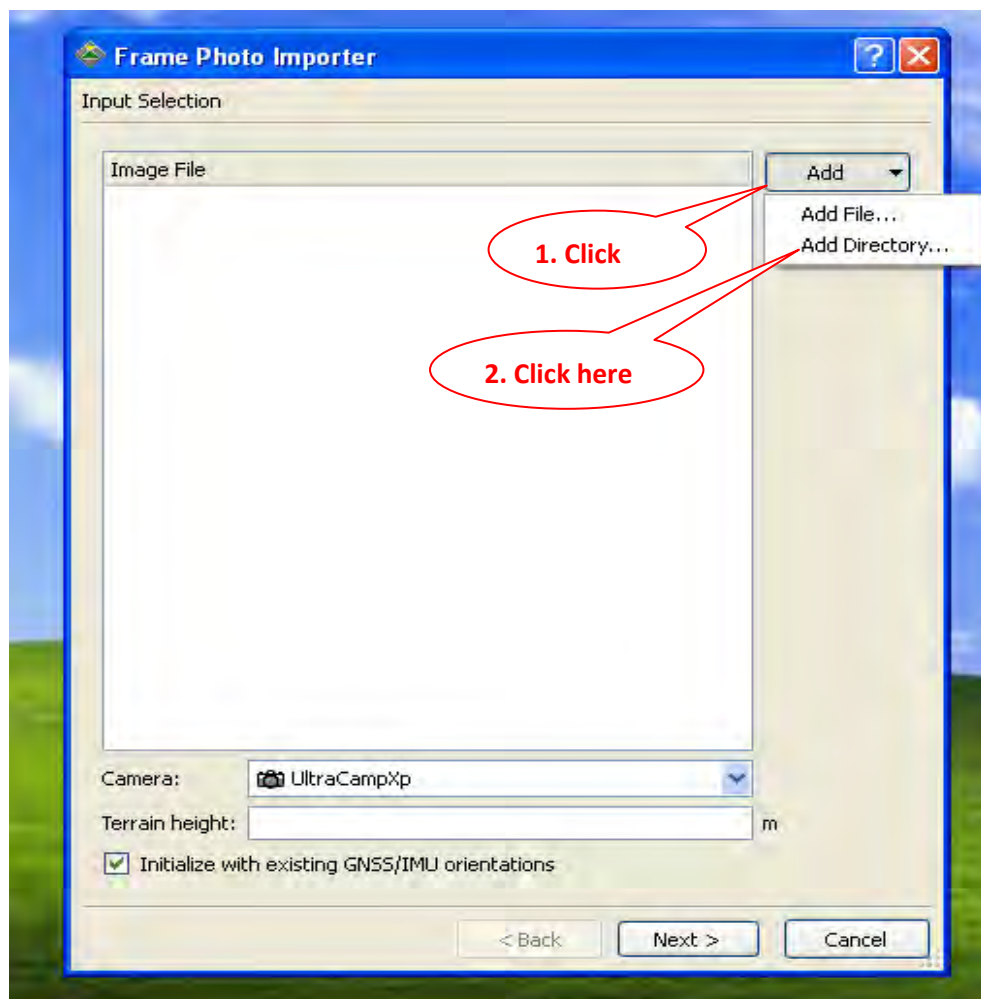 Frame Photo Importer
Input Selection
Image File
Add
Add File...
Add Directory...
1. Click
2. Click here
Camera: UltraCampXp
Terrain height: m
Initialize with existing GNSS/IMU orientations
< Back Next > Cancel